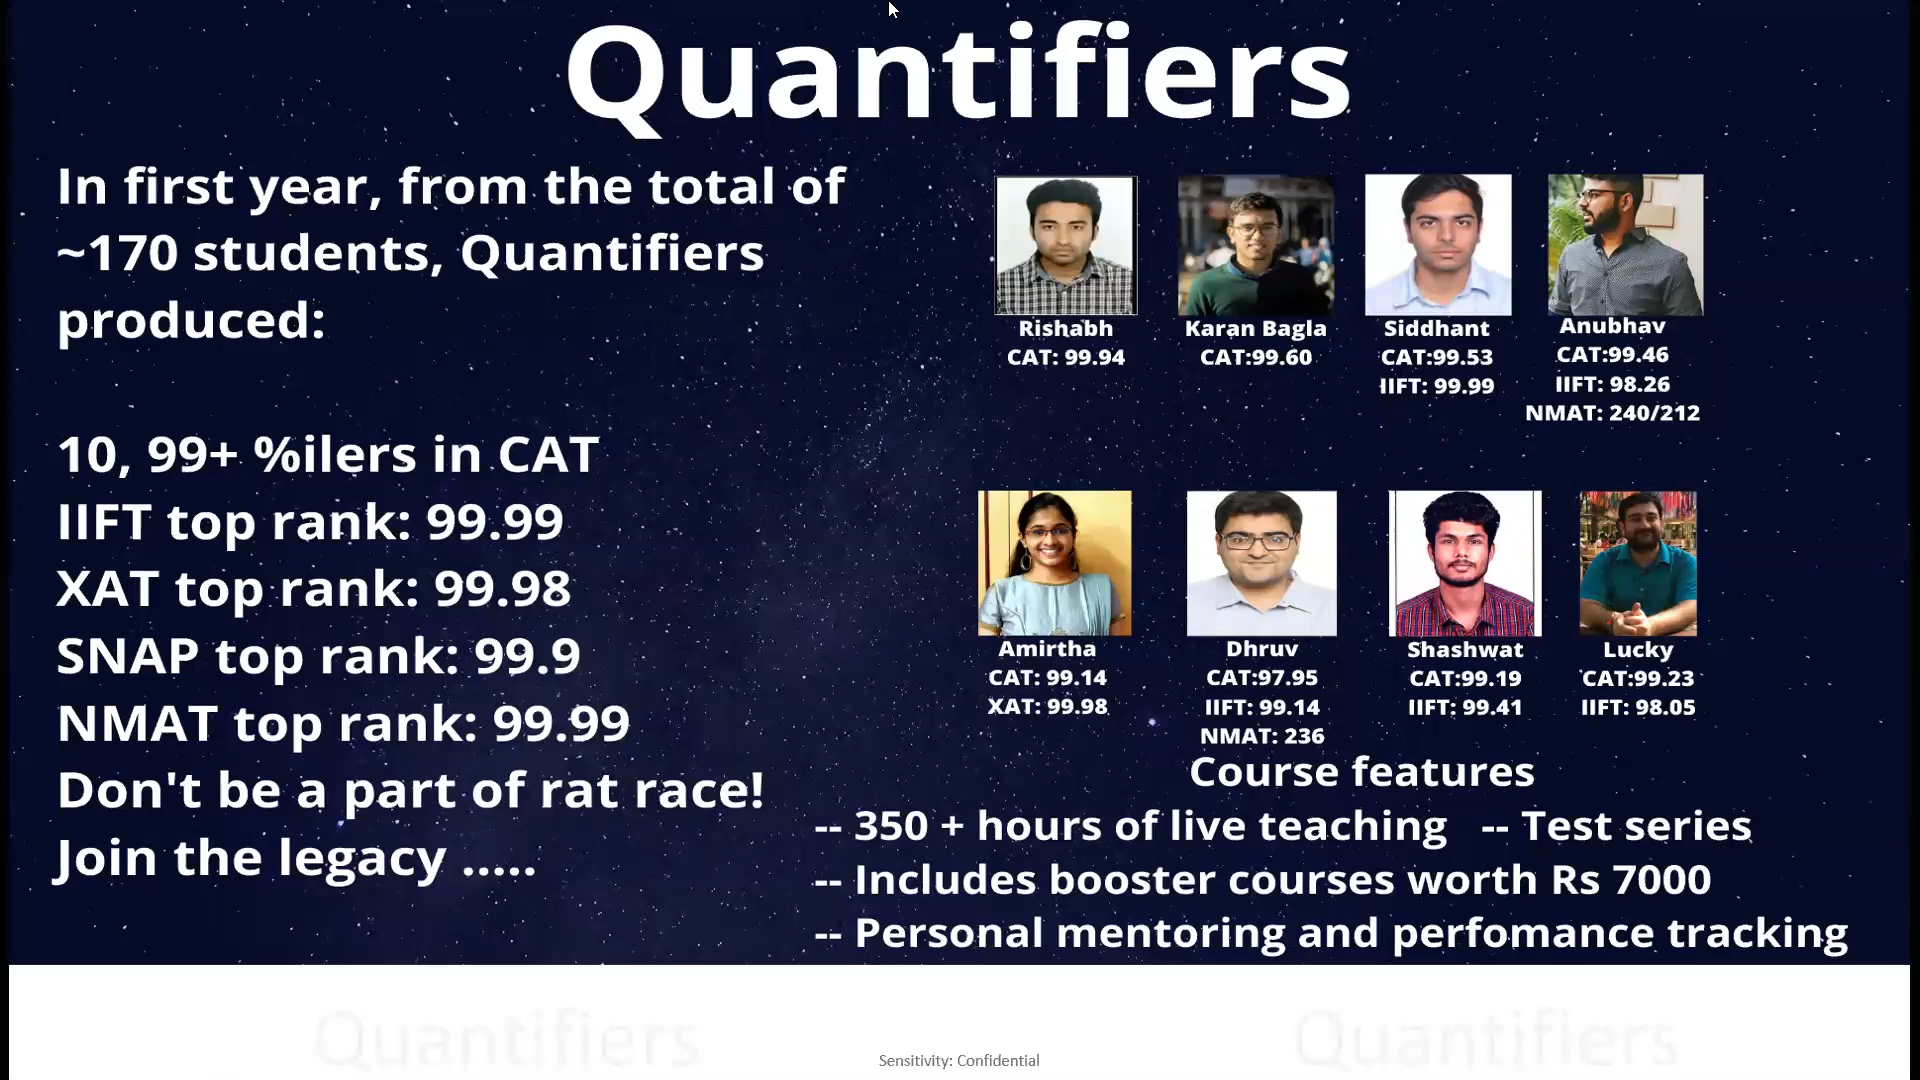 Quantifiers
In first year, from the total of
~170 students, Quantifiers
produced:
10, 99+ %ilers in CAT
IIFT top rank: 99.99
XAT top rank: 99.98
SNAP top rank: 99.9
NMAT top rank: 99.99
Don't be a part of rat race!
Join the legacy .....
Rishabh
CAT: 99.94
Karan Bagla
CAT:99.60
Siddhant
CAT:99.53
IIFT: 99.99
Anubhav
CAT:99.46
IIFT: 98.26
NMAT: 240/212
Amirtha
CAT: 99.14
XAT: 99.98
Dhruv
CAT:97.95
IIFT: 99.14
NMAT: 236
Shashwat
CAT:99.19
IIFT: 99.41
Lucky
CAT:99.23
IIFT: 98.05
Course features
-- 350 + hours of live teaching -- Test series
-- Includes booster courses worth Rs 7000
-- Personal mentoring and perfomance tracking
Quantifiers Quantifiers
Sensitivity: Confidential